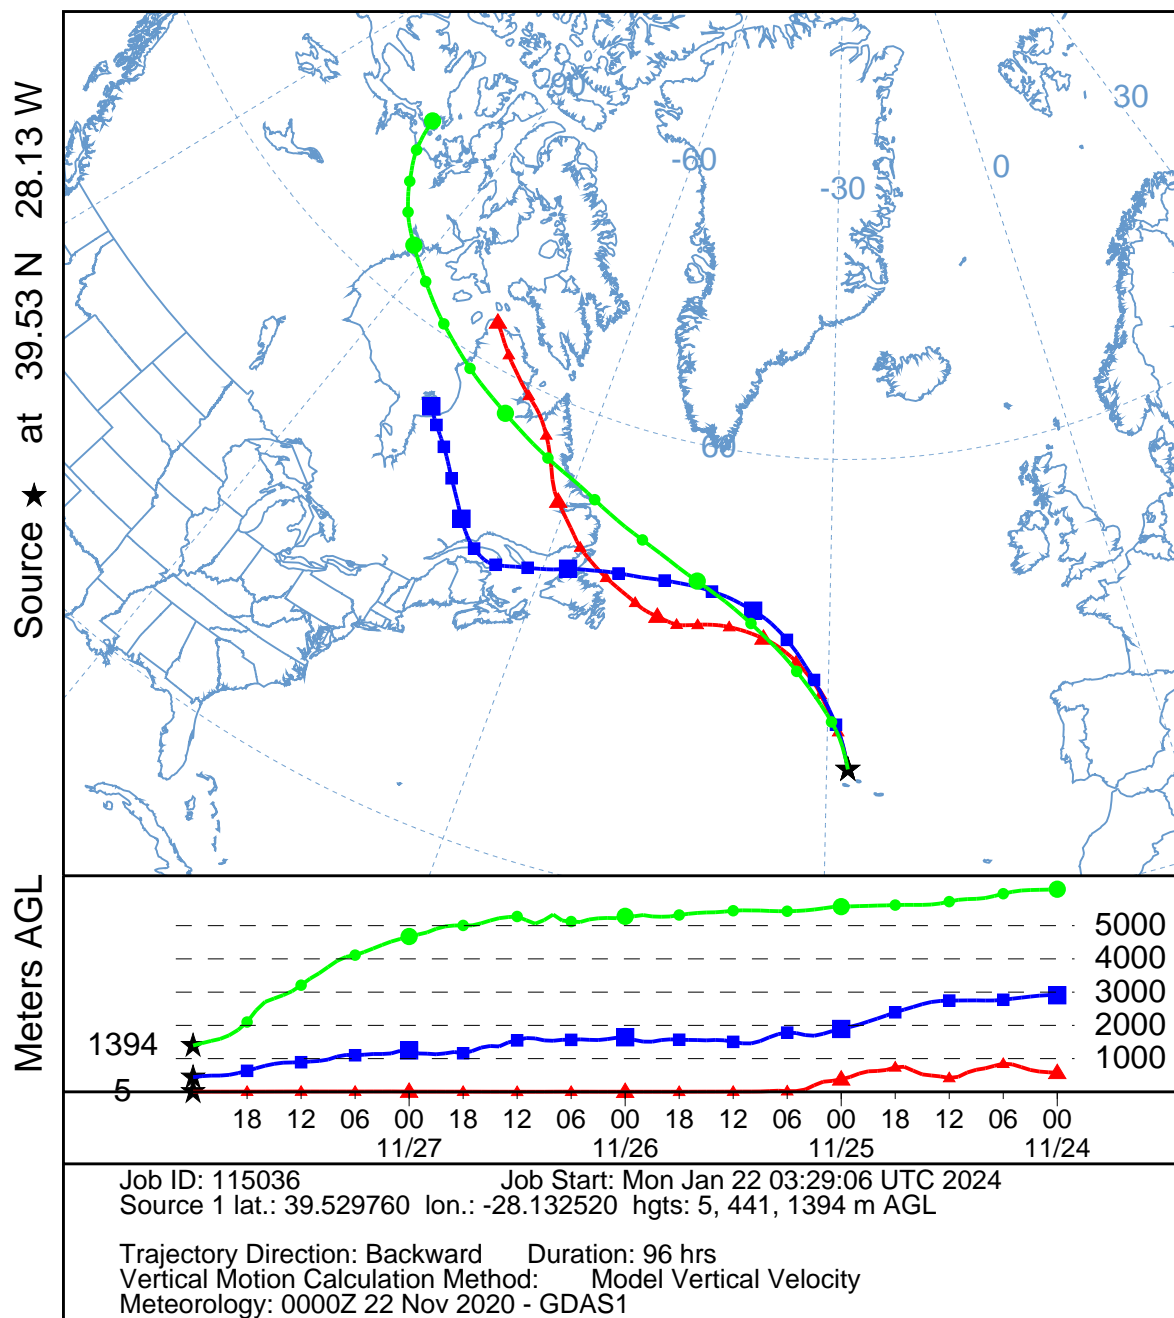 Source ★ at 39.53 N 28.13 W
-90
-60
-30
0
30
60
Meters AGL
5000
4000
3000
2000
1000
1394
5
18 12 06 00 18 12 06 00 18 12 06 00 18 12 06 00
11/27 11/26 11/25 11/24
Job ID: 115036 Job Start: Mon Jan 22 03:29:06 UTC 2024
Source 1 lat.: 39.529760 lon.: -28.132520 hgts: 5, 441, 1394 m AGL
Trajectory Direction: Backward Duration: 96 hrs
Vertical Motion Calculation Method: Model Vertical Velocity
Meteorology: 0000Z 22 Nov 2020 - GDAS1